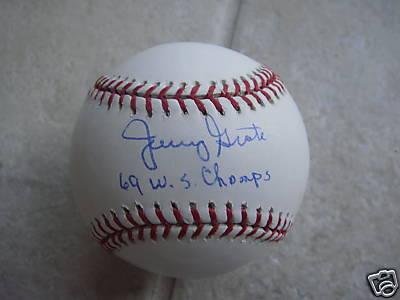 Jerry Grote
69 W. S. Champs